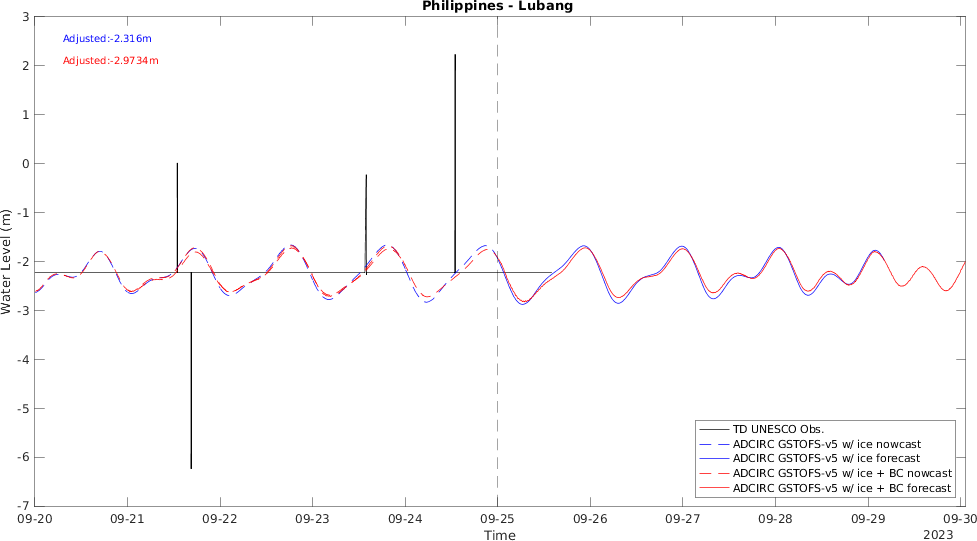 Philippines - Lubang
Adjusted:-2.316m
Adjusted:-2.9734m
3
2
1
0
-1
-2
-3
-4
-5
-6
-7
Water Level (m)
TD UNESCO Obs.
ADCIRC GSTOFS-v5 w/ ice nowcast
ADCIRC GSTOFS-v5 w/ ice forecast
ADCIRC GSTOFS-v5 w/ ice + BC nowcast
ADCIRC GSTOFS-v5 w/ ice + BC forecast
09-20 09-21 09-22 09-23 09-24 09-25 09-26 09-27 09-28 09-29 09-30
Time
2023